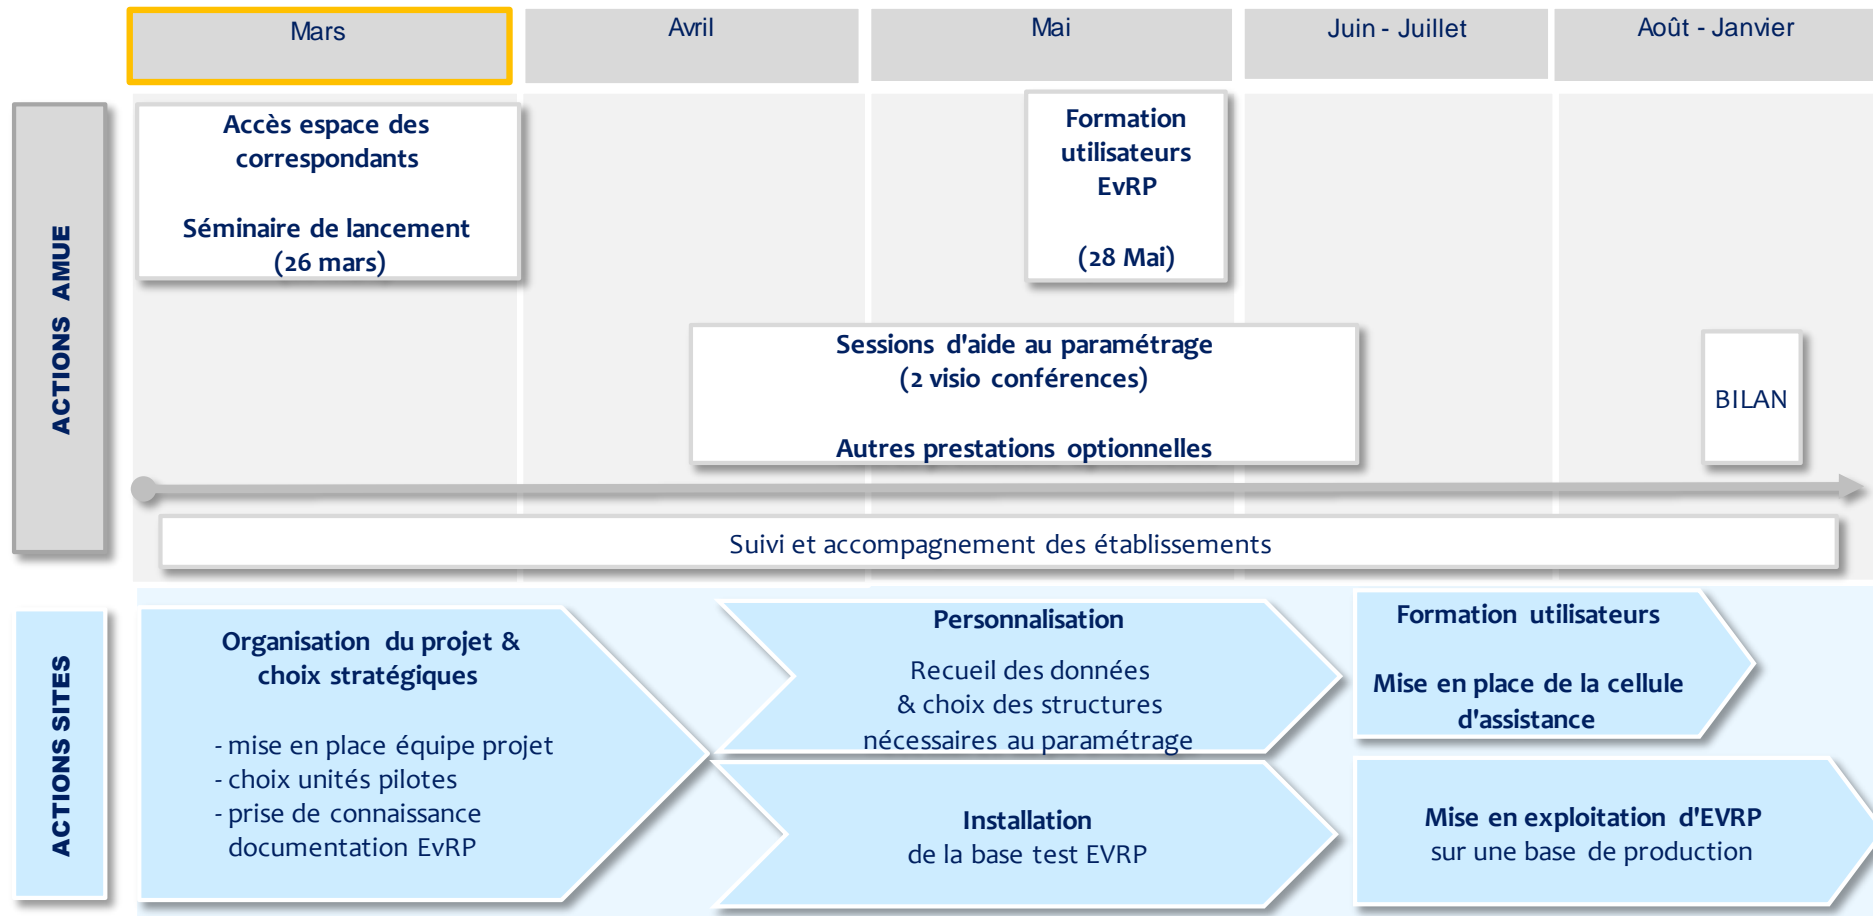 Mars
Avril
Mai
Juin - Juillet
Août - Janvier
ACTIONS AMUE
Accès espace des
correspondants
Séminaire de lancement
(26 mars)
Formation
utilisateurs
EvRP
(28 Mai)
Sessions d'aide au paramétrage
(2 visio conférences)
Autres prestations optionnelles
BILAN
Suivi et accompagnement des établissements
ACTIONS SITES
Organisation du projet &
choix stratégiques
- mise en place équipe projet
- choix unités pilotes
- prise de connaissance
documentation EvRP
Personnalisation
Recueil des données
& choix des structures
nécessaires au paramétrage
Installation
de la base test EVRP
Formation utilisateurs
Mise en place de la cellule
d'assistance
Mise en exploitation d'EVRP
sur une base de production